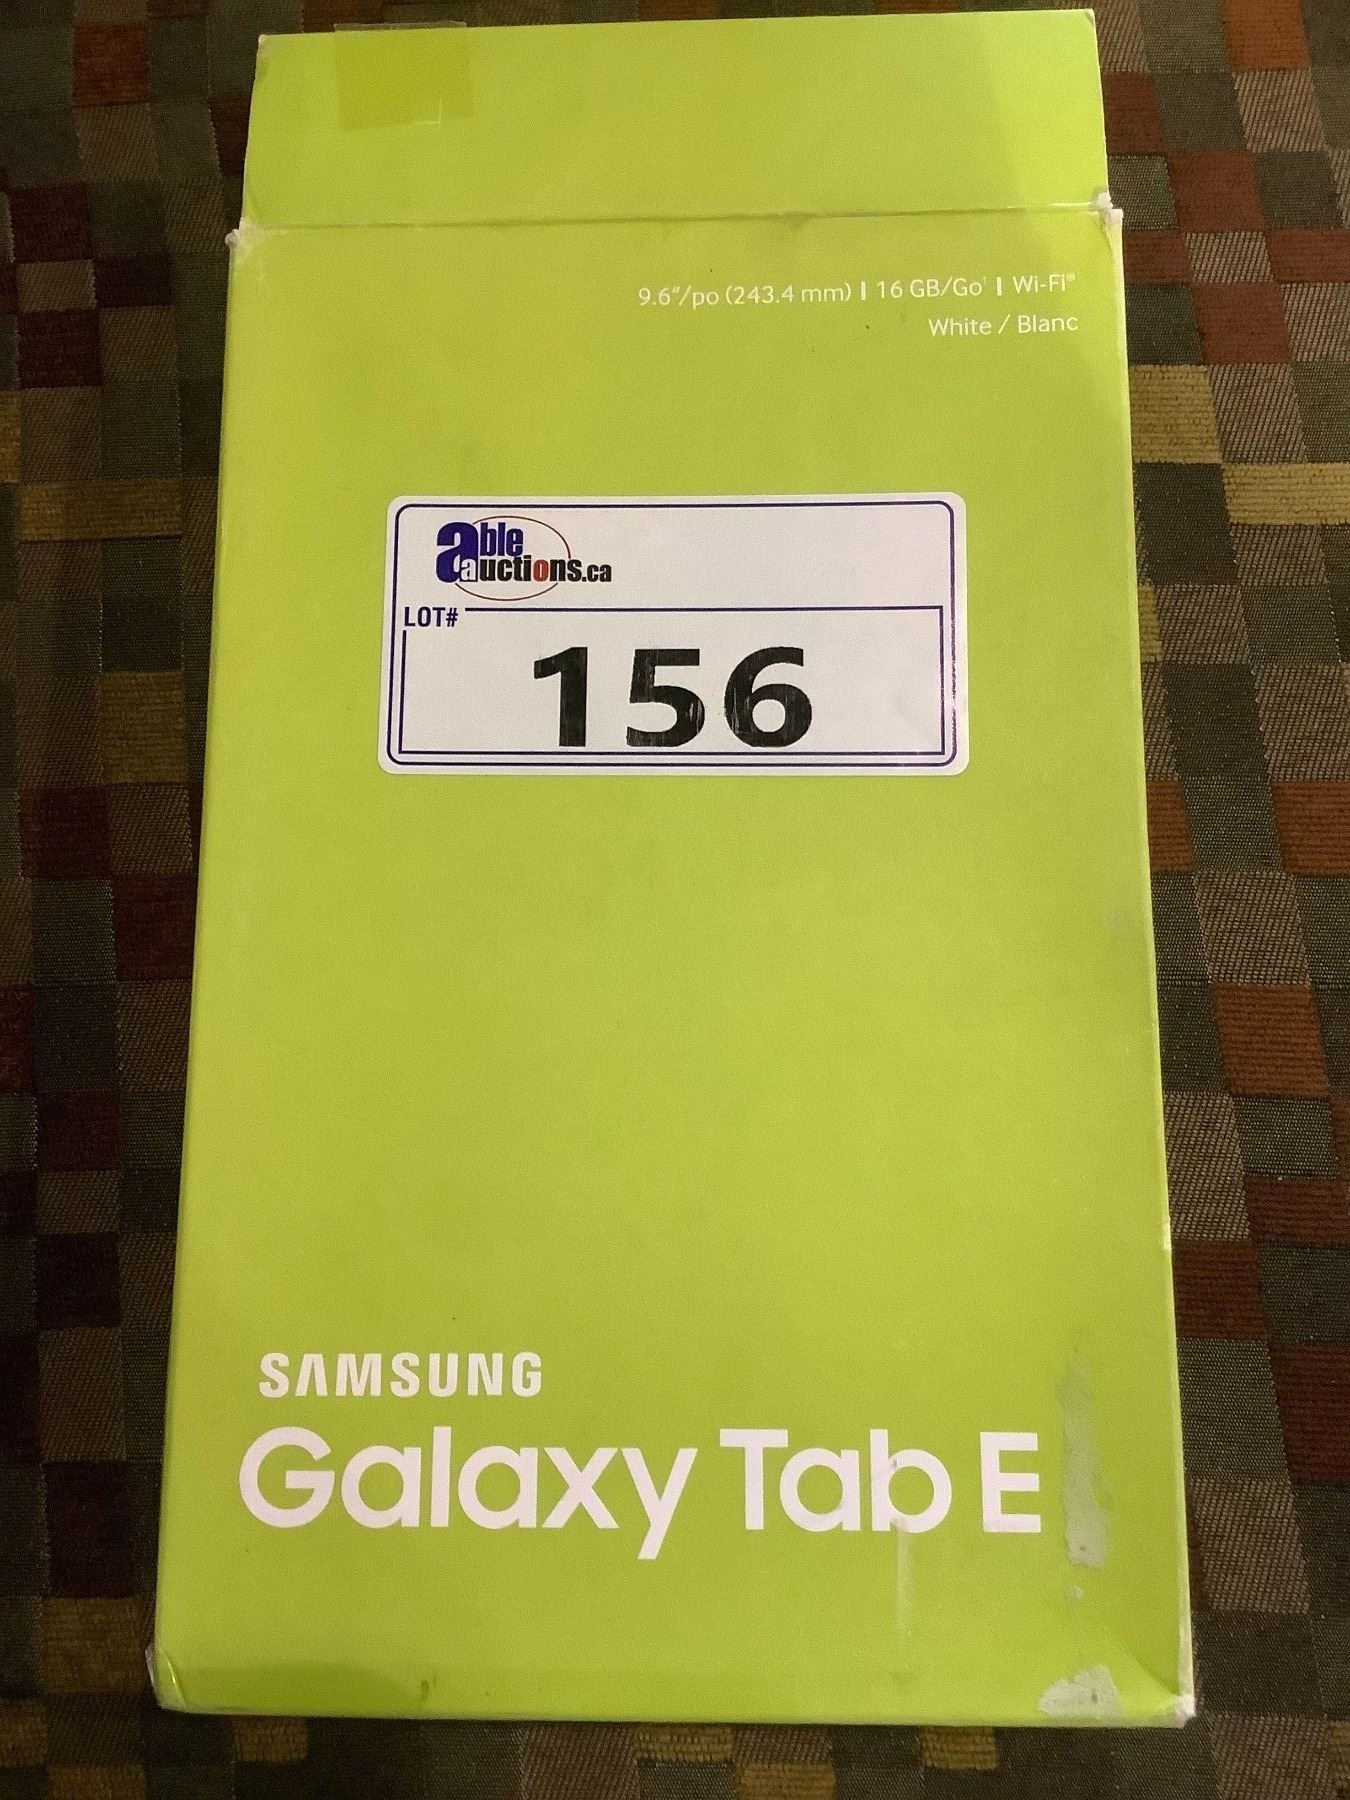 9.6"/po (243.4 mm) | 16 GB/Go¹ | Wi-Fi®
White / Blanc
able
auctions.ca
LOT#
156
SAMSUNG
Galaxy Tab E